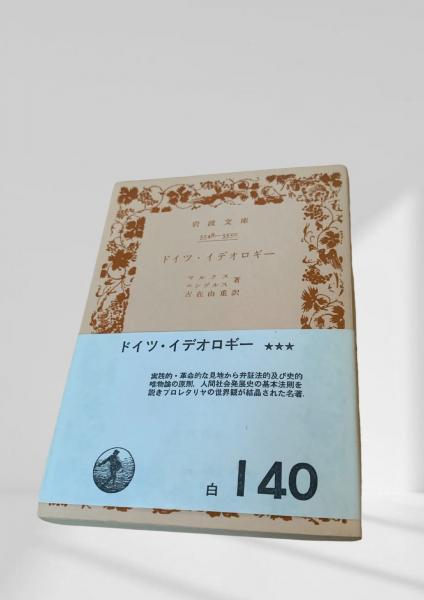 岩波文庫
3548—3550
ドイツ・イデオロギー
マルクス
エンゲルス 著
古在由重訳
ドイツ・イデオロギー ★★★
実践的・革命的な見地から弁証法的及び史的
唯物論の原則、人間社会発展史の基本法則を
説きプロレタリヤの世界観が結晶された名著.
白 140